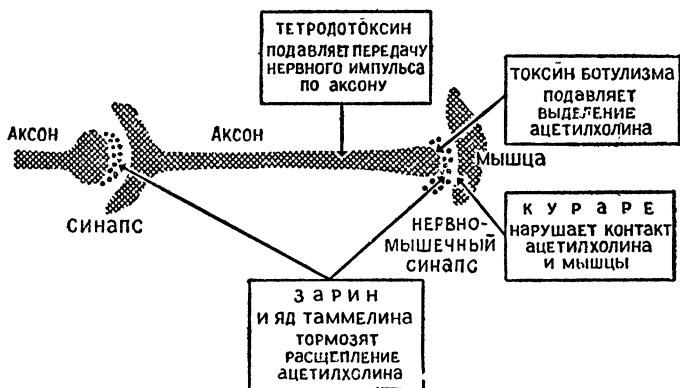 ТЕТРОДОТОКСИН
ПОДАВЛЯЕТ ПЕРЕДАЧУ
НЕРВНОГО ИМПУЛЬСА
ПО АКСОНУ
ТОКСИН БОТУЛИЗМА
ПОДАВЛЯЕТ
ВЫДЕЛЕНИЕ
АЦЕТИЛХОЛИНА
АКСОН
АКСОН
МЫШЦА
СИНАПС
НЕРВНО-
МЫШЕЧНЫЙ
СИНАПС
КУРАРЕ
НАРУШАЕТ КОНТАКТ
АЦЕТИЛХОЛИНА
И МЫШЦЫ
ЗАРИН
И ЯД ТАММЕЛИНА
ТОРМОЗЯТ
РАСЩЕПЛЕНИЕ
АЦЕТИЛХОЛИНА